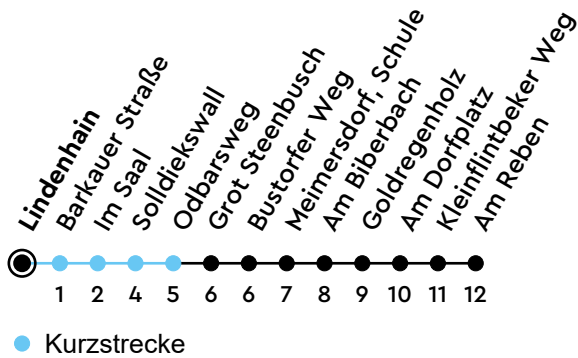 Lindenhain
Barkauer Straße
Im Saal
Solldiekswall
Odbarsweg
Grot Steenbusch
Bustorfer Weg
Meimersdorf, Schule
Am Biberbach
Goldregenholz
Am Dorfplatz
Kleinflintbeker Weg
Am Reben
1 2 4 5 6 6 7 8 9 10 11 12
Kurzstrecke